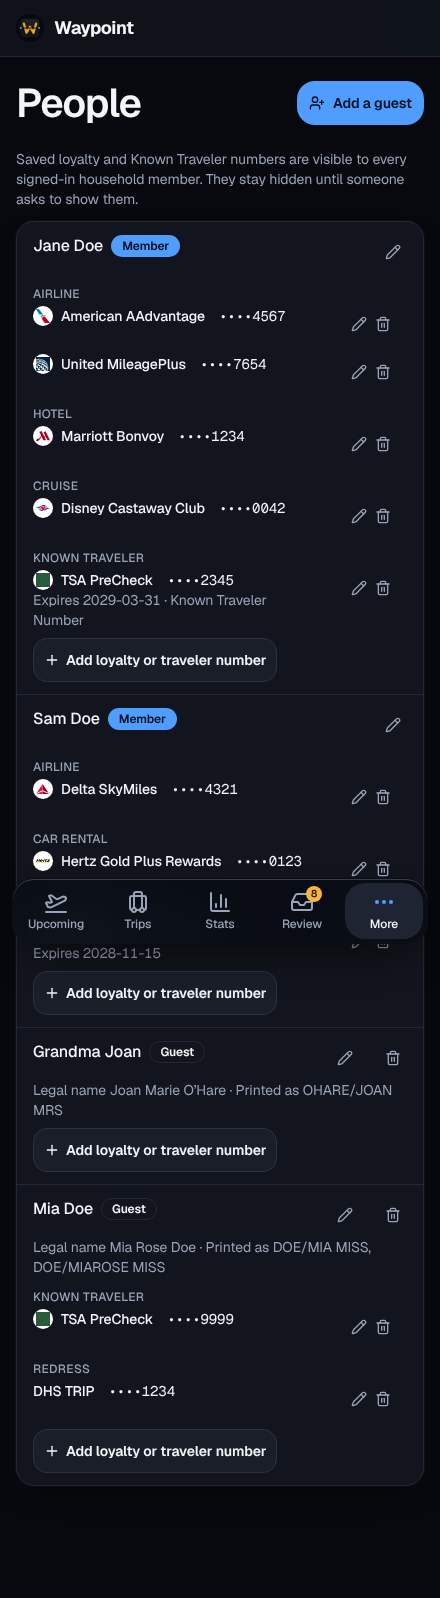 Waypoint
People
Add a guest
Saved loyalty and Known Traveler numbers are visible to every
signed-in household member. They stay hidden until someone
asks to show them.
Jane Doe Member
AIRLINE
American AAdvantage ••••4567
United MileagePlus ••••7654
HOTEL
Marriott Bonvoy ••••1234
CRUISE
Disney Castaway Club ••••0042
KNOWN TRAVELER
TSA PreCheck ••••2345
Expires 2029-03-31 · Known Traveler
Number
Add loyalty or traveler number
Sam Doe Member
AIRLINE
Delta SkyMiles ••••4321
CAR RENTAL
Hertz Gold Plus Rewards ••••0123
8
Upcoming Trips Stats Review More
Expires 2028-11-15
Add loyalty or traveler number
Grandma Joan Guest
Legal name Joan Marie O'Hare · Printed as OHARE/JOAN
MRS
Add loyalty or traveler number
Mia Doe Guest
Legal name Mia Rose Doe · Printed as DOE/MIA MISS,
DOE/MIAROSE MISS
KNOWN TRAVELER
TSA PreCheck ••••9999
REDRESS
DHS TRIP ••••1234
Add loyalty or traveler number